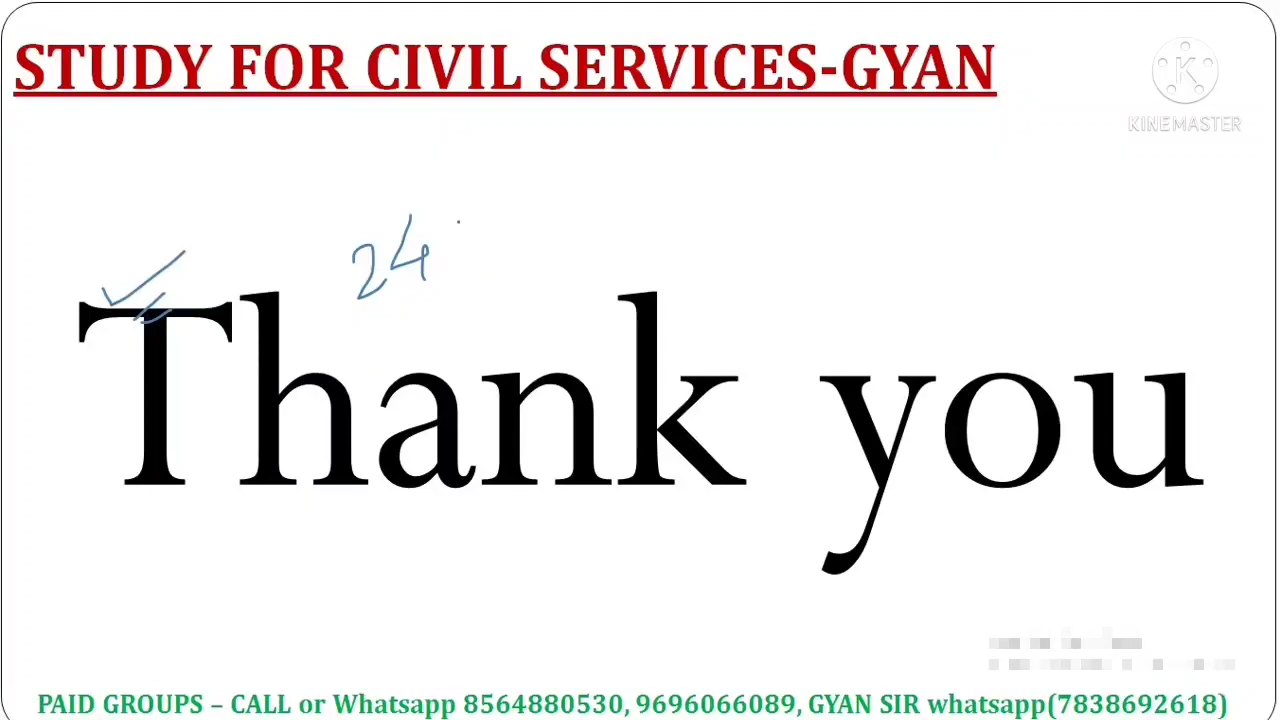 STUDY FOR CIVIL SERVICES-GYAN
KINEMASTER
24
Thank you
PAID GROUPS – CALL or Whatsapp 8564880530, 9696066089, GYAN SIR whatsapp(7838692618)